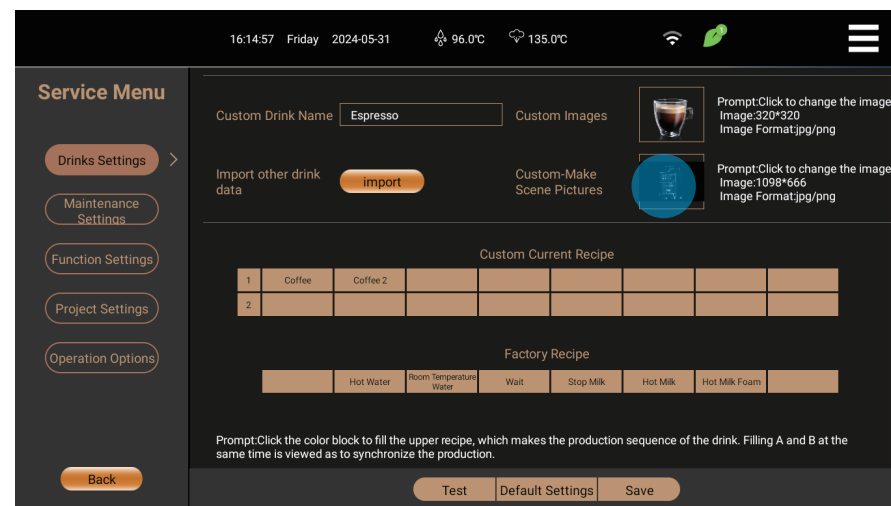 16:14:57 Friday 2024-05-31 96.0℃ 135.0℃ 1
Service Menu
Drinks Settings >
Maintenance
Settings
Function Settings
Project Settings
Operation Options
Back
Custom Drink Name Espresso
Custom Images
Prompt:Click to change the image
Image:320*320
Image Format:jpg/png
Import other drink
data
import
Custom-Make
Scene Pictures
Prompt:Click to change the image
Image:1098*666
Image Format:jpg/png
Custom Current Recipe
1 Coffee Coffee 2
2
Factory Recipe
Hot Water Room Temperature Water Wait Stop Milk Hot Milk Hot Milk Foam
Prompt:Click the color block to fill the upper recipe, which makes the production sequence of the drink. Filling A and B at the
same time is viewed as to synchronize the production.
Test Default Settings Save